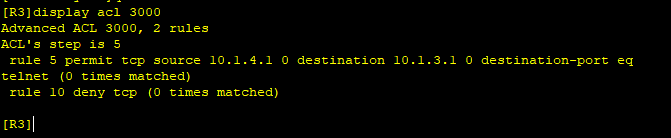 [R3]display acl 3000
Advanced ACL 3000, 2 rules
ACL's step is 5
 rule 5 permit tcp source 10.1.4.1 0 destination 10.1.3.1 0 destination-port eq
telnet (0 times matched)
 rule 10 deny tcp (0 times matched)
[R3]